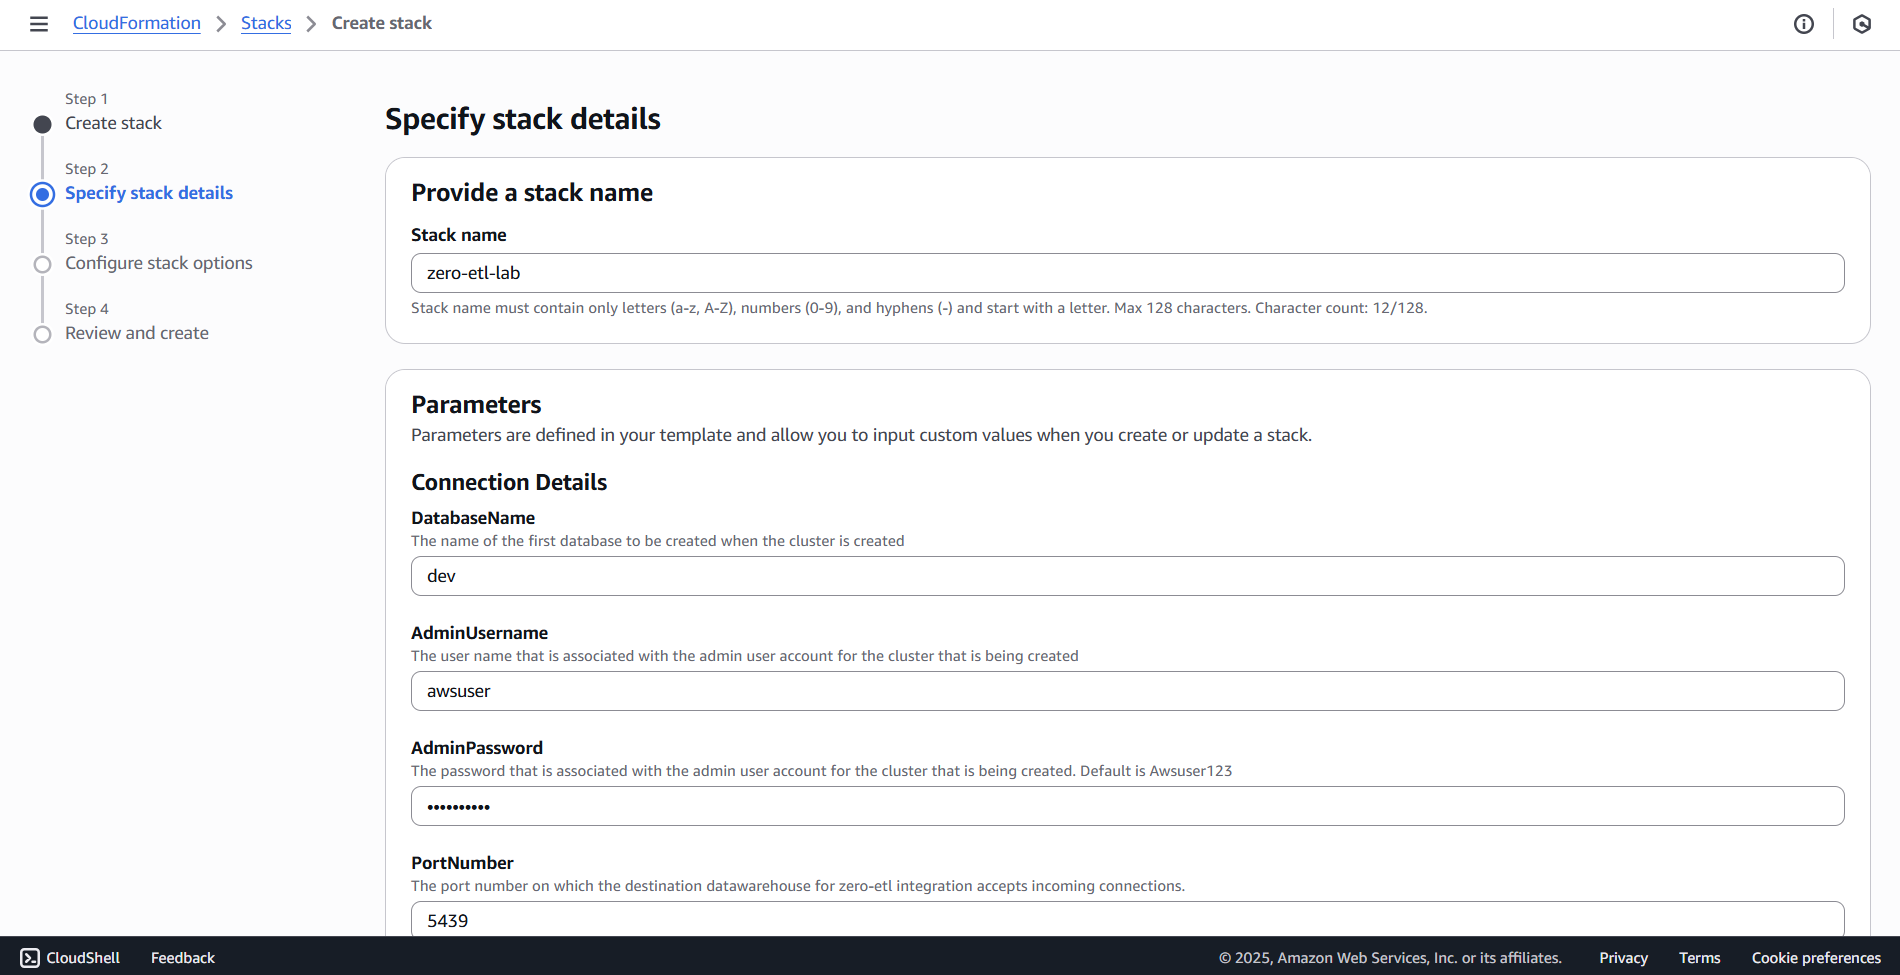 CloudFormation > Stacks > Create stack
Step 1
Create stack
Step 2
Specify stack details
Step 3
Configure stack options
Step 4
Review and create
Specify stack details
Provide a stack name
Stack name
zero-etl-lab
Stack name must contain only letters (a-z, A-Z), numbers (0-9), and hyphens (-) and start with a letter. Max 128 characters. Character count: 12/128.
Parameters
Parameters are defined in your template and allow you to input custom values when you create or update a stack.
Connection Details
DatabaseName
The name of the first database to be created when the cluster is created
dev
AdminUsername
The user name that is associated with the admin user account for the cluster that is being created
awsuser
AdminPassword
The password that is associated with the admin user account for the cluster that is being created. Default is Awsuser123
••••••••••
PortNumber
The port number on which the destination datawarehouse for zero-etl integration accepts incoming connections.
5439
CloudShell Feedback © 2025, Amazon Web Services, Inc. or its affiliates. Privacy Terms Cookie preferences